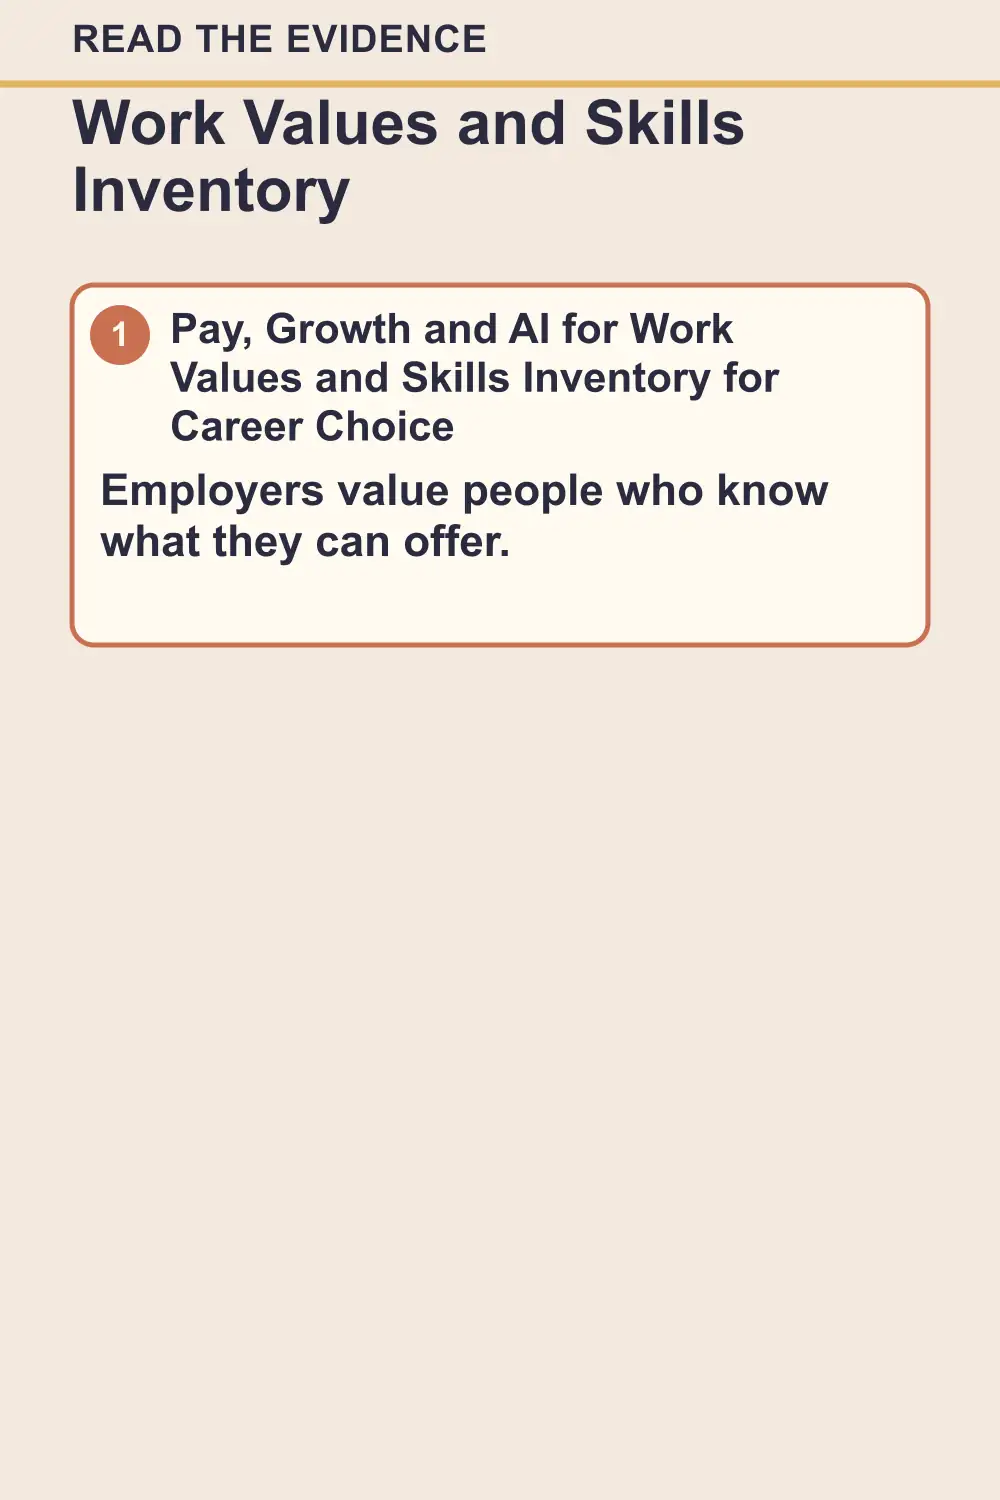 READ THE EVIDENCE
Work Values and Skills
Inventory
1
Pay, Growth and AI for Work
Values and Skills Inventory for
Career Choice
Employers value people who know
what they can offer.